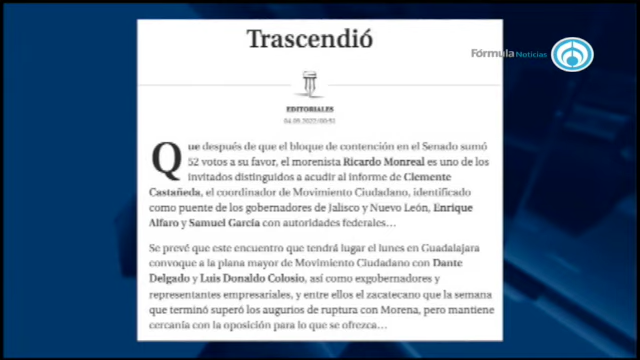 Trascendió
Fórmula Noticias
EDITORIALES
Que después de que el bloque de contención en el Senado sumó
52 votos a su favor, el morenista Ricardo Monreal es uno de los
invitados distinguidos a acudir al informe de Clemente
Castañeda, el coordinador de Movimiento Ciudadano, identificado
como puente de los gobernadores de Jalisco y Nuevo León, Enrique
Alfaro y Samuel García con autoridades federales…
Se prevé que este encuentro que tendrá lugar el lunes en Guadalajara
convoque a la plana mayor de Movimiento Ciudadano con Dante
Delgado y Luis Donaldo Colosio, así como exgobernadores y
representantes empresariales, y entre ellos el zacatecano que la semana
que terminó superó los augurios de ruptura con Morena, pero mantiene
cercanía con la oposición para lo que se ofrezca…